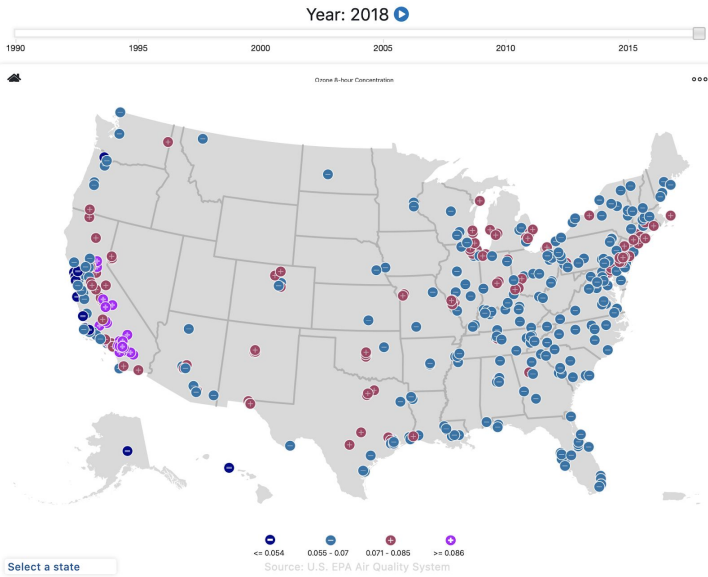 Year: 2018
1990 1995 2000 2005 2010 2015
Ozone 8-hour Concentration
<= 0.054 0.055 - 0.07 0.071 - 0.085 >= 0.086
Select a state
Source: U.S. EPA Air Quality System